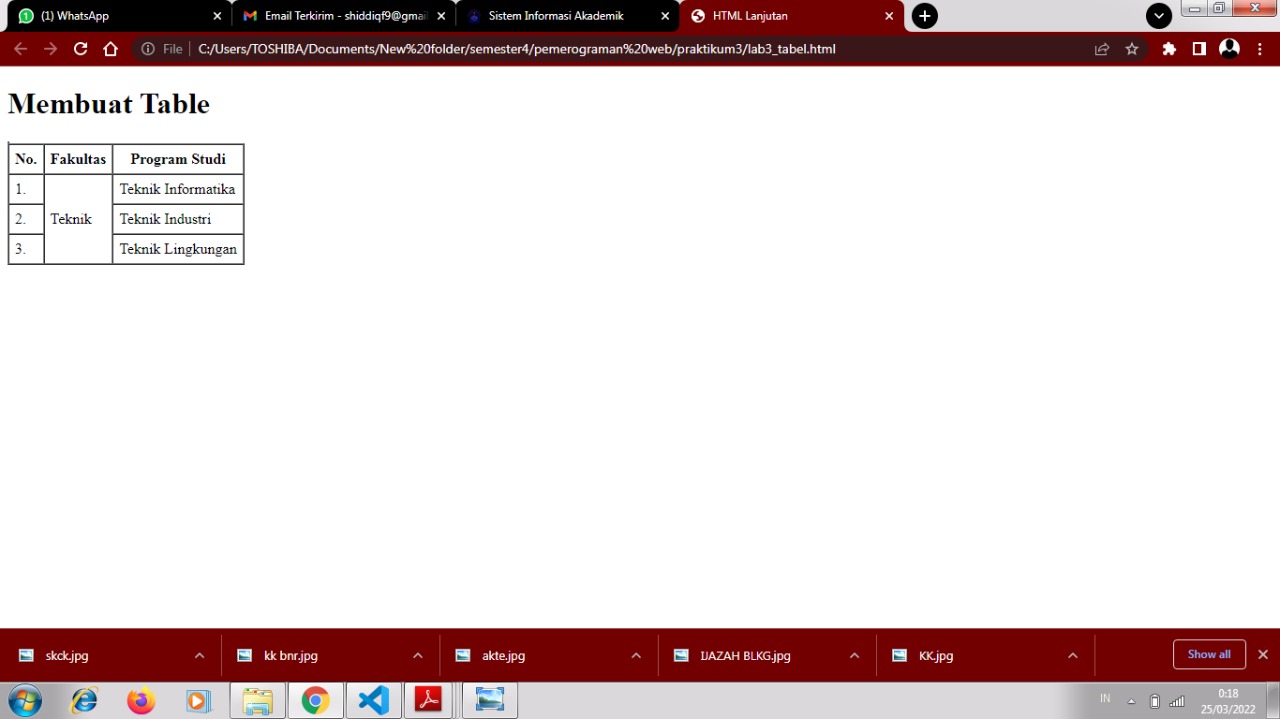 (1) WhatsApp
Email Terkirim - shiddiqf9@gmai
Sistem Informasi Akademik
HTML Lanjutan
File
C:/Users/TOSHIBA/Documents/New%20folder/semester4/pemerograman%20web/praktikum3/lab3_tabel.html
Membuat Table
No. Fakultas Program Studi
1. Teknik Informatika
2. Teknik Teknik Industri
3. Teknik Lingkungan
skck.jpg
kk bnr.jpg
akte.jpg
IJAZAH BLKG.jpg
KK.jpg
Show all
IN
0:18
25/03/2022